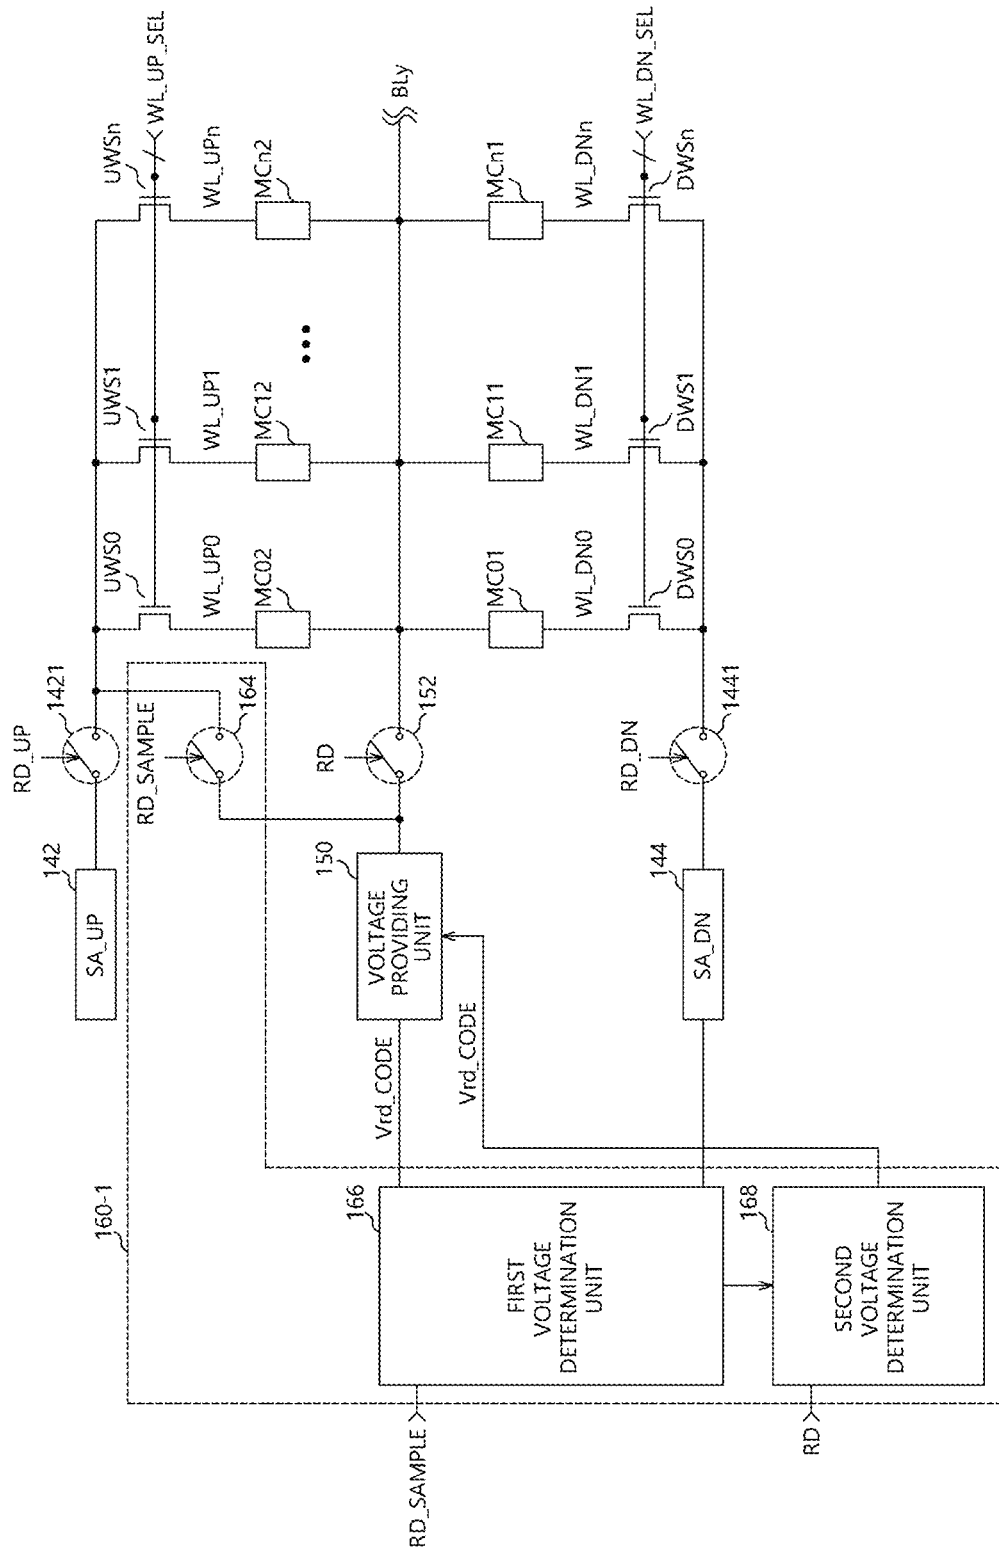 RD_UP
1421
142
SA_UP
UWS0
UWS1
UWSn
WL_UP_SEL
WL_UP0
WL_UP1
WL_UPn
MC02
MC12
MCn2
RD_SAMPLE
164
160-1
RD
152
150
VOLTAGE
PROVIDING
UNIT
BLy
Vrd_CODE
Vrd_CODE
MC01
MC11
MCn1
WL_DN0
WL_DN1
WL_DNn
WL_DN_SEL
DWS0
DWS1
DWSn
RD_DN
1441
144
SA_DN
166
FIRST
VOLTAGE
DETERMINATION
UNIT
RD_SAMPLE
168
SECOND
VOLTAGE
DETERMINATION
UNIT
RD